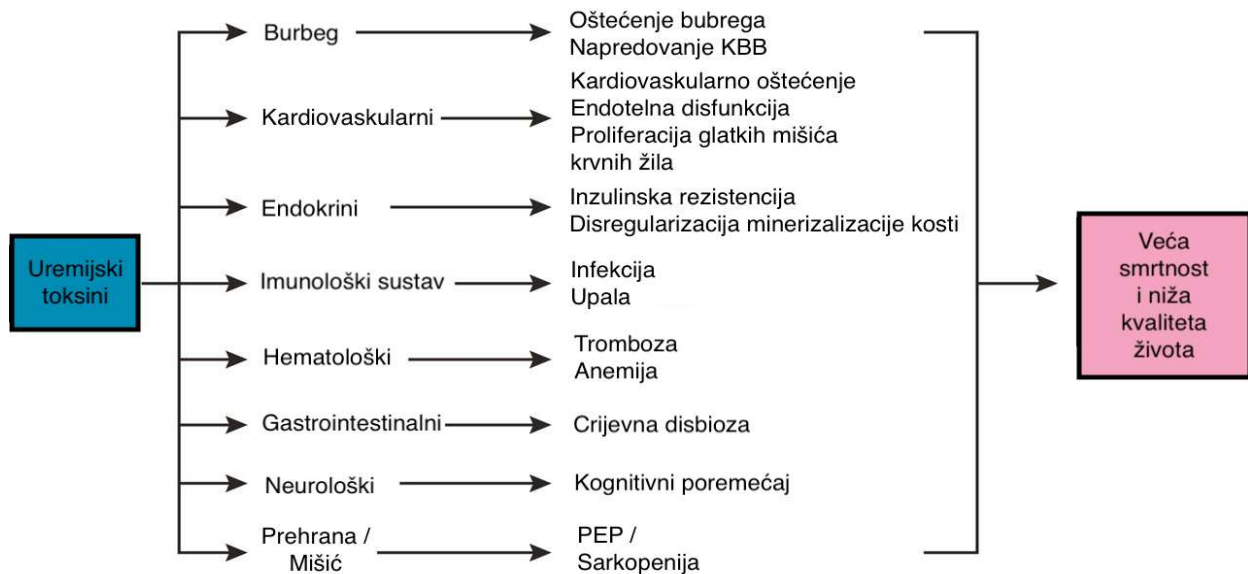 Uremijski
toksini
Burbeg
Oštećenje bubrega
Napredovanje KBB
Kardiovaskularni
Kardiovaskularno oštećenje
Endotelna disfunkcija
Proliferacija glatkih mišića
krvnih žila
Endokrini
Inzulinska rezistencija
Disregularizacija minerizalizacije kosti
Imunološki sustav
Infekcija
Upala
Hematološki
Tromboza
Anemija
Gastrointestinalni
Crijevna disbioza
Neurološki
Kognitivni poremećaj
Prehrana /
Mišić
PEP /
Sarkopenija
Veća
smrtnost
i niža
kvaliteta
života